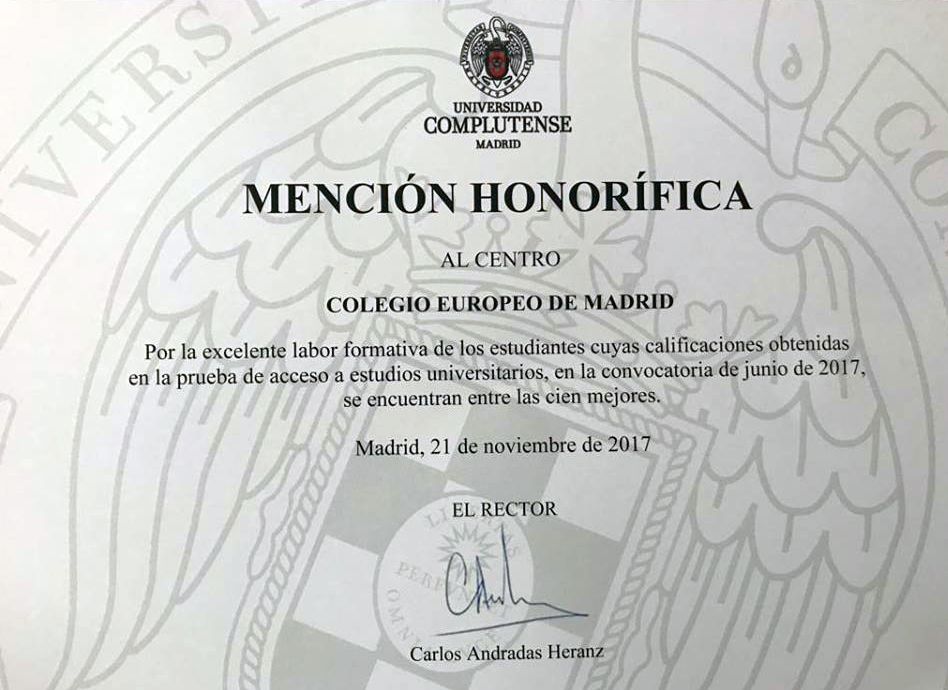 UNIVERSIDAD
COMPLUTENSE
MADRID
MENCIÓN HONORÍFICA
AL CENTRO
COLEGIO EUROPEO DE MADRID
Por la excelente labor formativa de los estudiantes cuyas calificaciones obtenidas
en la prueba de acceso a estudios universitarios, en la convocatoria de junio de 2017,
se encuentran entre las cien mejores.
Madrid, 21 de noviembre de 2017
EL RECTOR
Carlos Andradas Heranz